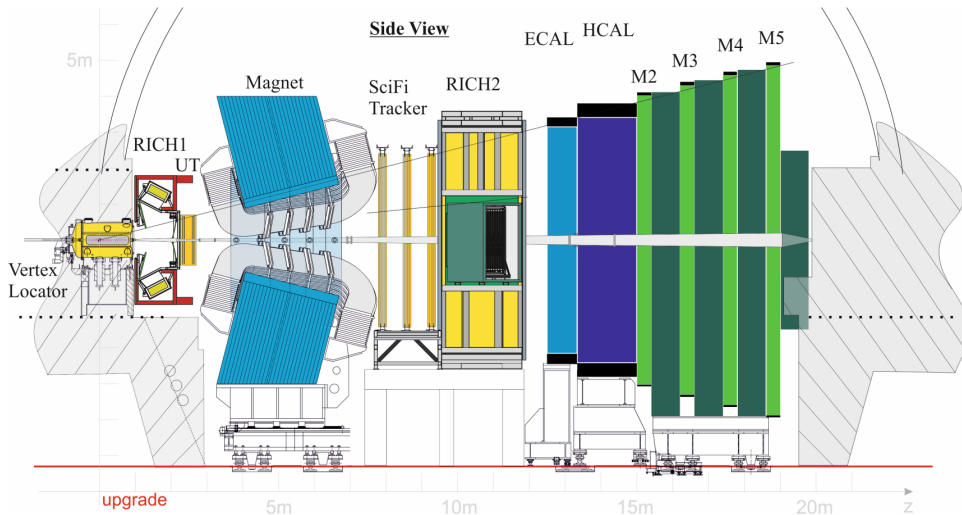 Side View
ECAL
HCAL
M5
M4
M3
M2
5m
Magnet
SciFi
Tracker
RICH2
RICH1
UT
Vertex
Locator
upgrade
5m
10m
15m
20m
z